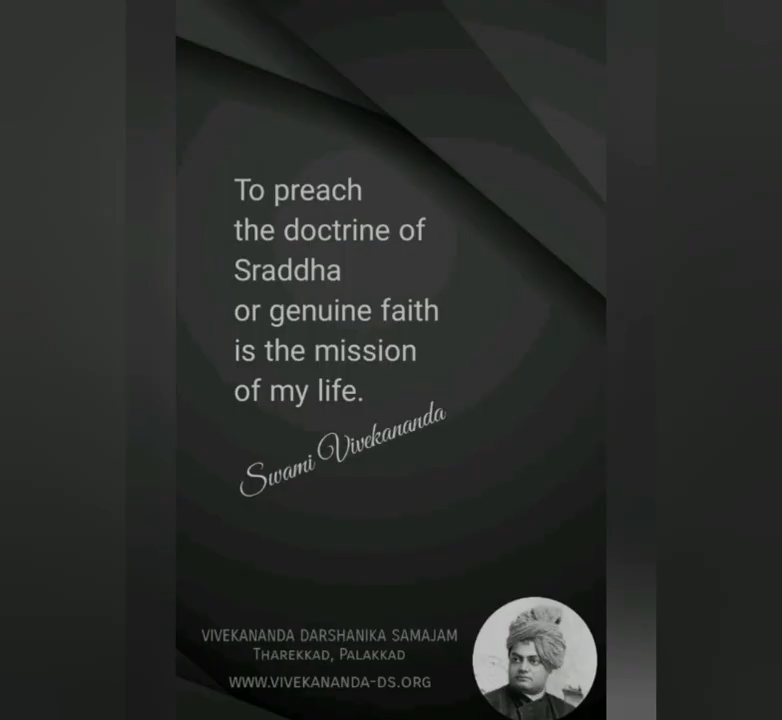 To preach
the doctrine of
Sraddha
or genuine faith
is the mission
of my life.
Swami Vivekananda
VIVEKANANDA DARSHANIKA SAMAJAM
THAREKKAD, PALAKKAD
WWW.VIVEKANANDA-DS.ORG